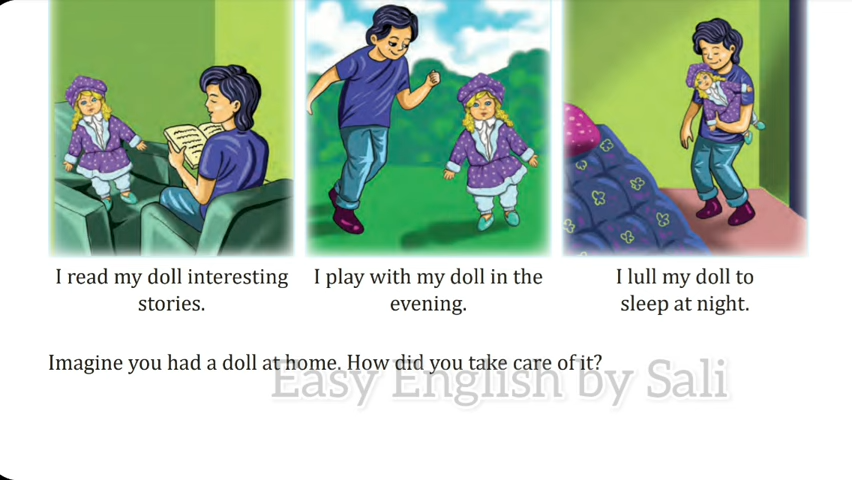 I read my doll interesting
stories.
I play with my doll in the
evening.
I lull my doll to
sleep at night.
Imagine you had a doll at home. How did you take care of it?
Easy English by Sali